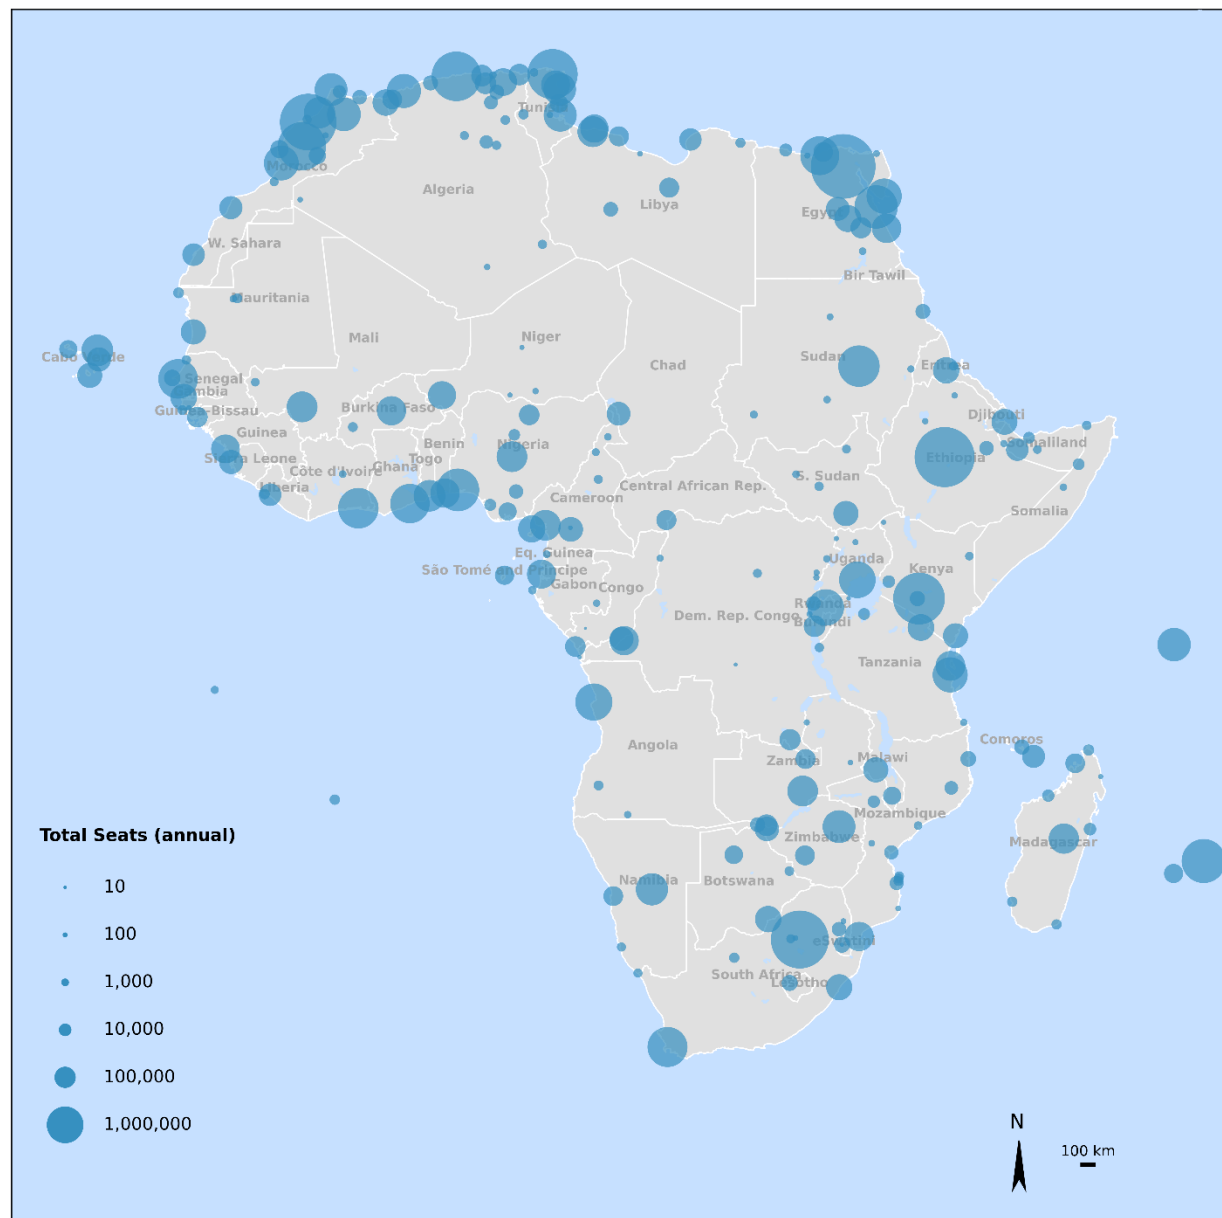 Tunisia
Morocco
Algeria
Libya
Egypt
W. Sahara
Bir Tawil
Mauritania
Mali
Niger
Chad
Sudan
Eritrea
Cabo Verde
Senegal
Gambia
Guinea-Bissau
Burkina Faso
Djibouti
Guinea
Benin
Nigeria
Somaliland
Sierra Leone
Côte d'Ivoire
Ghana
Togo
Ethiopia
Liberia
Central African Rep.
S. Sudan
Cameroon
Somalia
Eq. Guinea
São Tomé and Principe
Gabon
Congo
Uganda
Kenya
Dem. Rep. Congo
Rwanda
Burundi
Tanzania
Angola
Comoros
Zambia
Malawi
Mozambique
Zimbabwe
Madagascar
Namibia
Botswana
eSwatini
South Africa
Lesotho
Total Seats (annual)
10
100
1,000
10,000
100,000
1,000,000
N
100 km